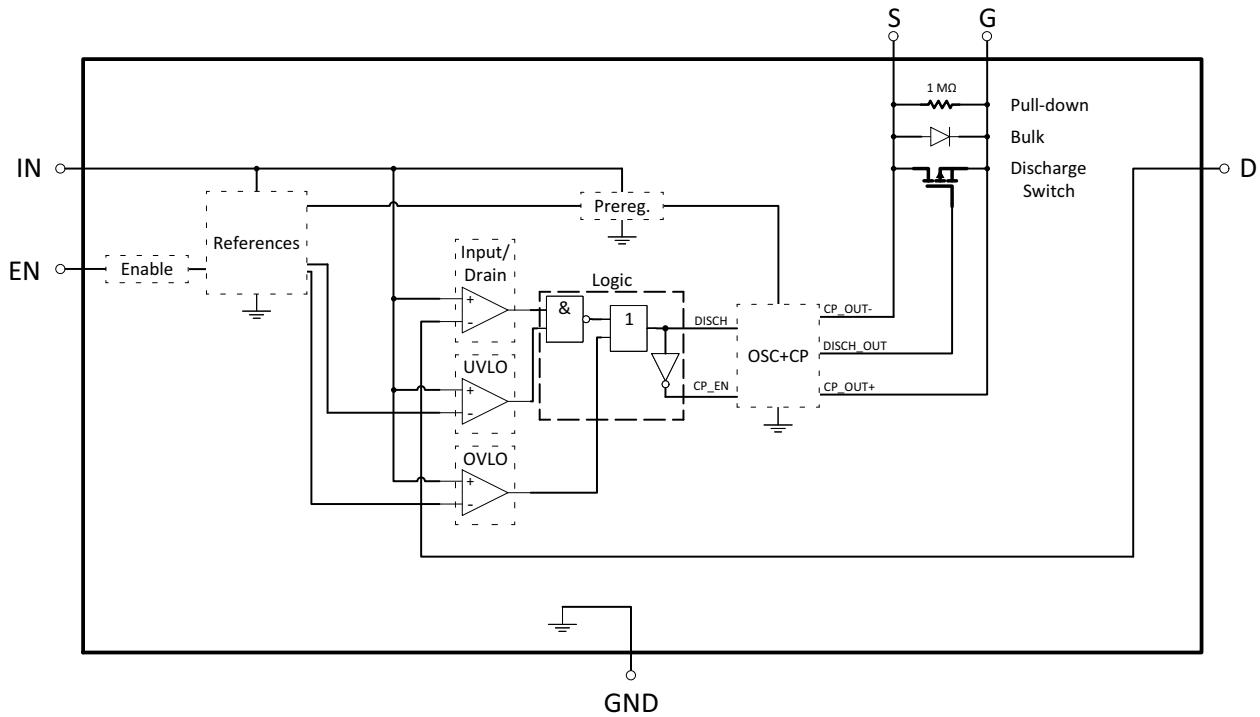 S
G
1 MΩ
Pull-down
Bulk
IN
Discharge
Switch
D
Prereg.
References
EN
Enable
Input/
Drain
+
-
Logic
&
1
DISCH
CP_EN
OSC+CP
CP_OUT-
DISCH_OUT
CP_OUT+
UVLO
+
-
OVLO
+
-
GND